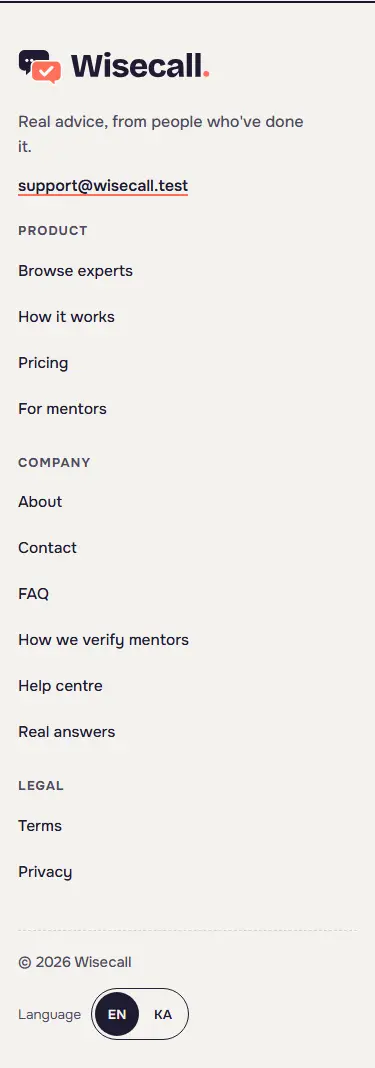 Wisecall.
Real advice, from people who've done
it.
support@wisecall.test
PRODUCT
Browse experts
How it works
Pricing
For mentors
COMPANY
About
Contact
FAQ
How we verify mentors
Help centre
Real answers
LEGAL
Terms
Privacy
© 2026 Wisecall
Language EN KA